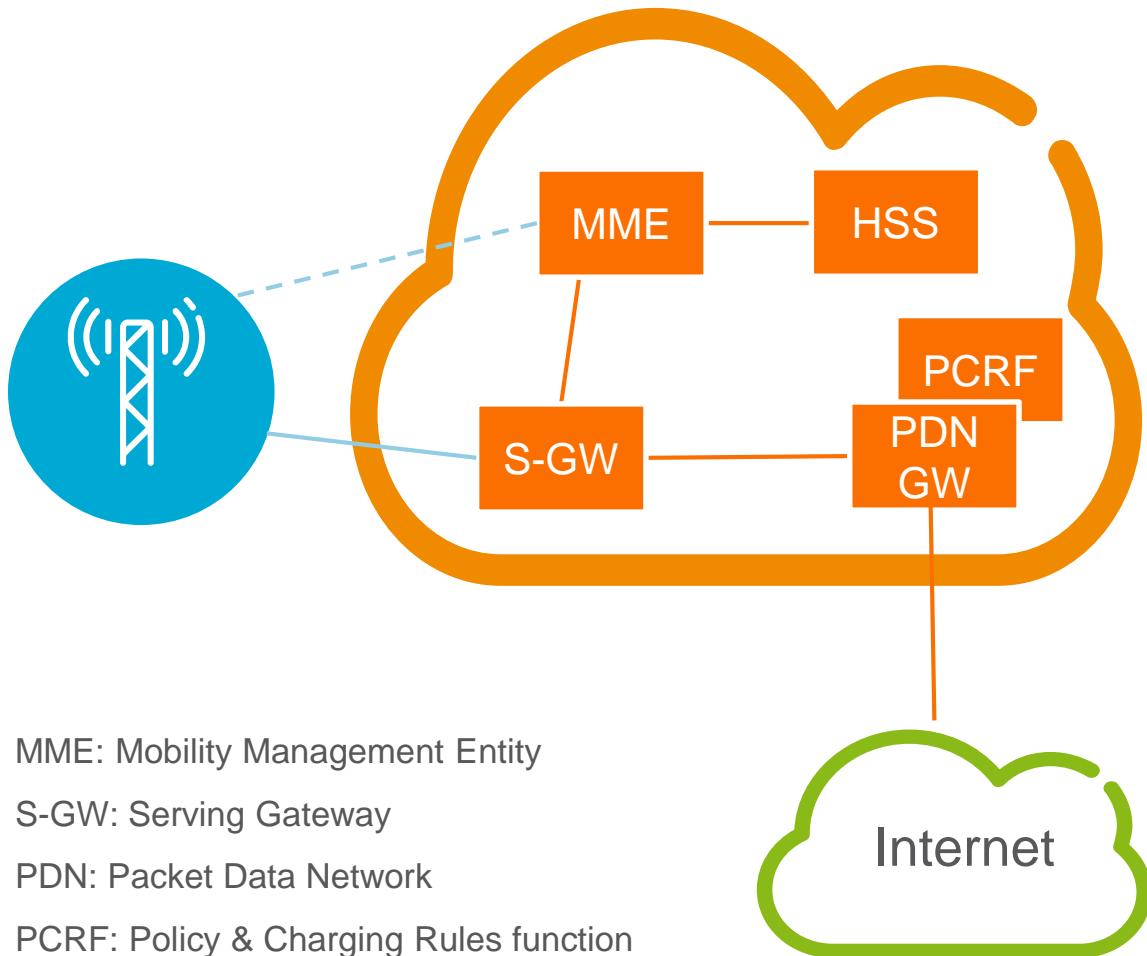 MME
HSS
PCRF
S-GW
PDN
GW
MME: Mobility Management Entity
S-GW: Serving Gateway
PDN: Packet Data Network
PCRF: Policy & Charging Rules function
Internet